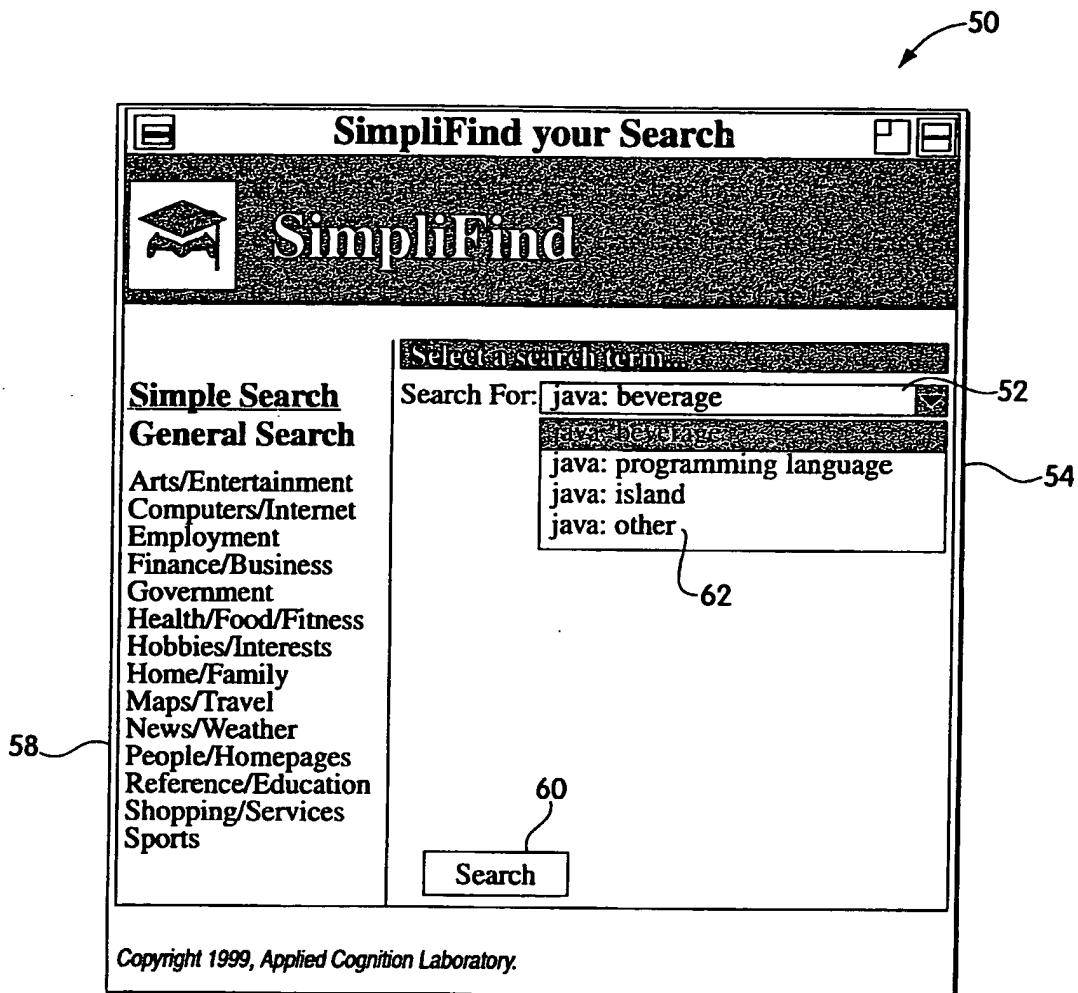 50
SimpliFind your Search
SimpliFind
Select a search term...
Simple Search
General Search
Arts/Entertainment
Computers/Internet
Employment
Finance/Business
Government
Health/Food/Fitness
Hobbies/Interests
Home/Family
Maps/Travel
News/Weather
People/Homepages
Reference/Education
Shopping/Services
Sports
58
Search For: java: beverage
52
java: beverage
java: programming language
java: island
java: other
54
62
60
Search
Copyright 1999, Applied Cognition Laboratory.